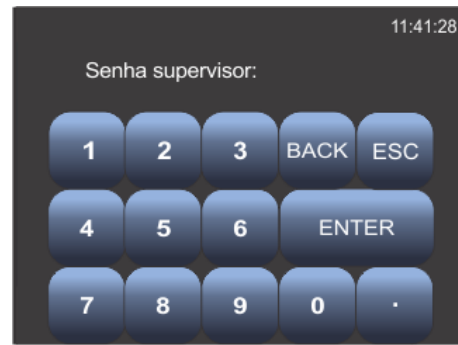 11:41:28
Senha supervisor:
1 2 3 BACK ESC
4 5 6 ENTER
7 8 9 0 .